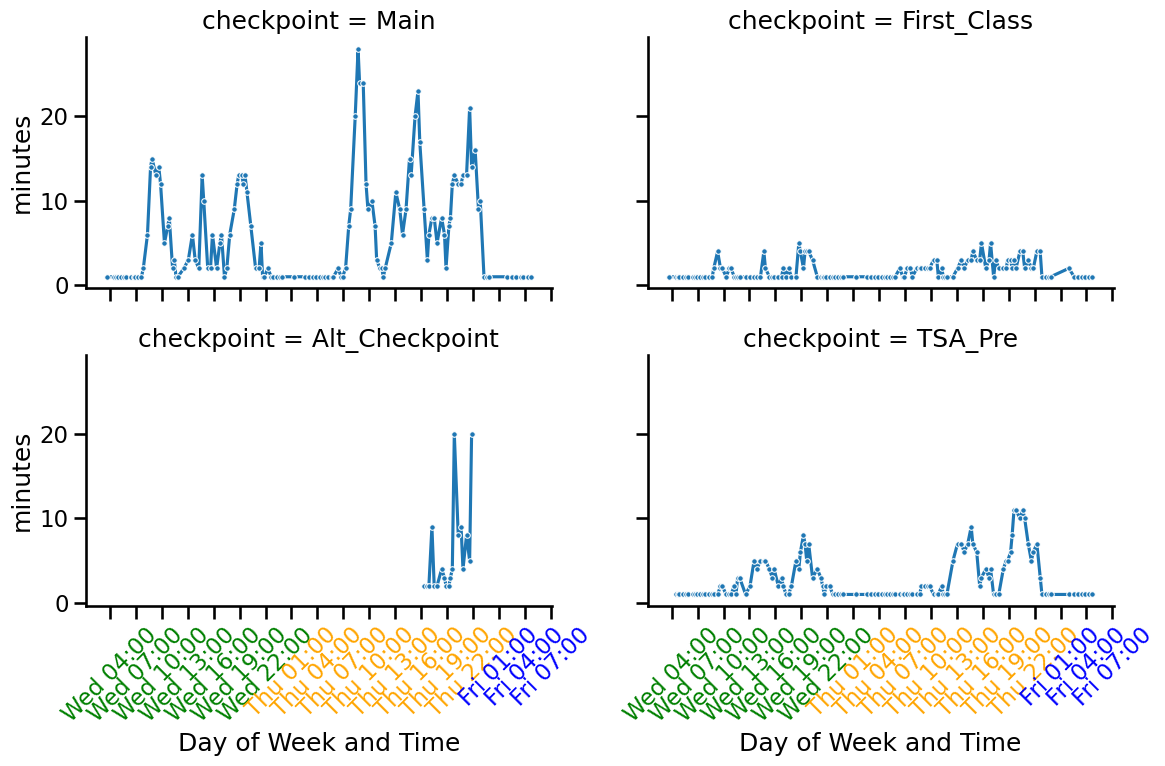 checkpoint = Main
checkpoint = First_Class
minutes
20
10
0
checkpoint = Alt_Checkpoint
checkpoint = TSA_Pre
minutes
20
10
0
Wed 04:00
Wed 07:00
Wed 10:00
Wed 13:00
Wed 16:00
Wed 19:00
Wed 22:00
Thu 01:00
Thu 04:00
Thu 07:00
Thu 10:00
Thu 13:00
Thu 16:00
Thu 19:00
Thu 22:00
Fri 01:00
Fri 04:00
Fri 07:00
Day of Week and Time
Wed 04:00
Wed 07:00
Wed 10:00
Wed 13:00
Wed 16:00
Wed 19:00
Wed 22:00
Thu 01:00
Thu 04:00
Thu 07:00
Thu 10:00
Thu 13:00
Thu 16:00
Thu 19:00
Thu 22:00
Fri 01:00
Fri 04:00
Fri 07:00
Day of Week and Time